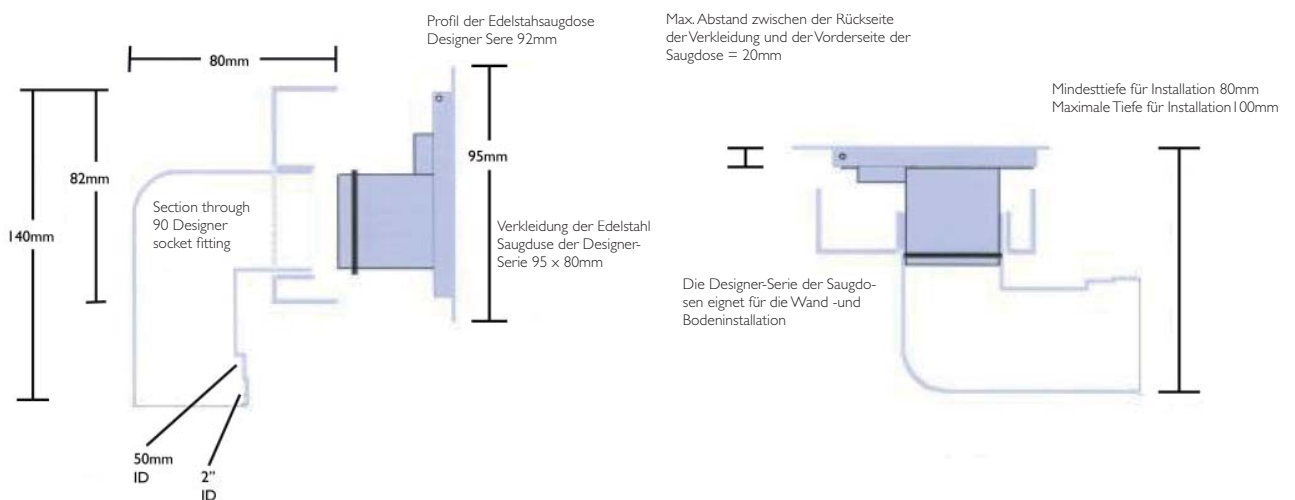 Profil der Edelstahsaugdose
Designer Sere 92mm
Max. Abstand zwischen der Rückseite
der Verkleidung und der Vorderseite der
Saugdose = 20mm
80mm
Mindesttiefe für Installation 80mm
Maximale Tiefe für Installation100mm
95mm
82mm
Section through
90 Designer
socket fitting
140mm
Verkleidung der Edelstahl
Saugduse der Designer-
Serie 95 x 80mm
Die Designer-Serie der Saugdo-
sen eignet für die Wand -und
Bodeninstallation
50mm
ID
2"
ID